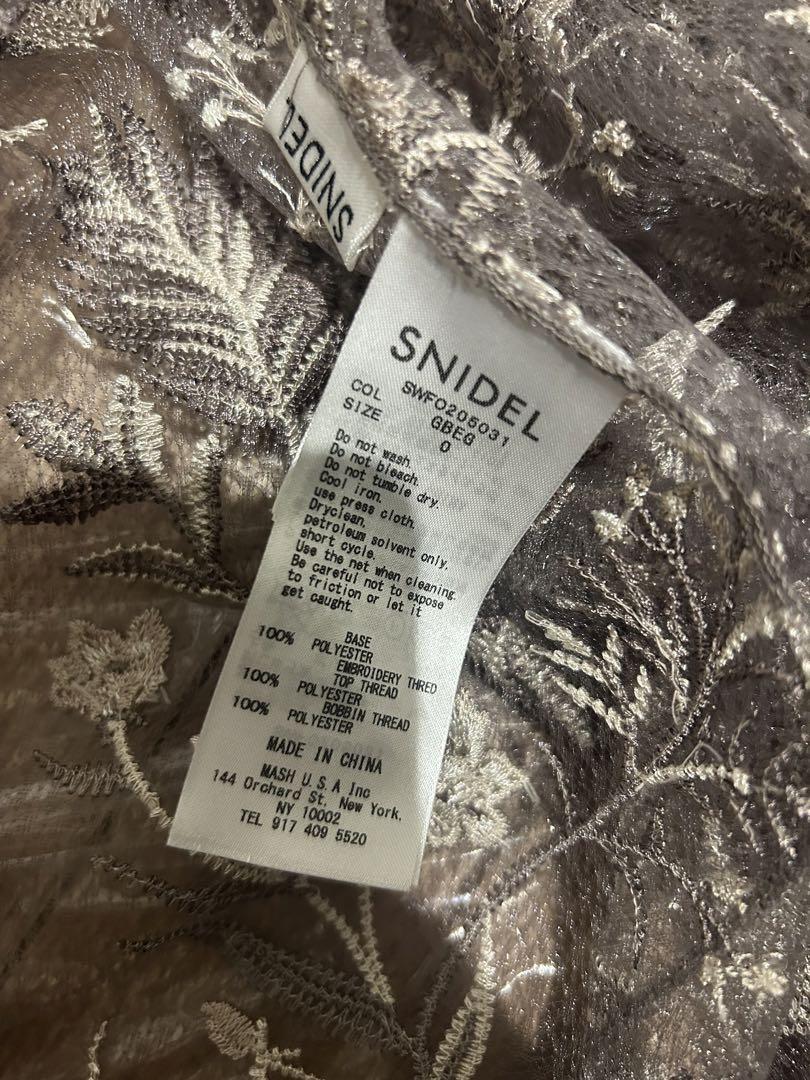 SNIDEL
SNIDEL
SWFO205031
COL GBEG
SIZE 0
Do not wash.
Do not bleach.
Do not tumble dry.
Cool iron.
use press cloth.
Dryclean.
petroleum solvent only,
short cycle.
Use the net when cleaning.
Be careful not to expose
to friction or let it
get caught.
BASE
100% POLYESTER
EMBROIDERY THRED
TOP THREAD
100% POLYESTER
BOBBIN THREAD
100% POLYESTER
MADE IN CHINA
MASH U.S.A Inc
144 Orchard St. New York,
NY 10002
TEL 917 409 5520